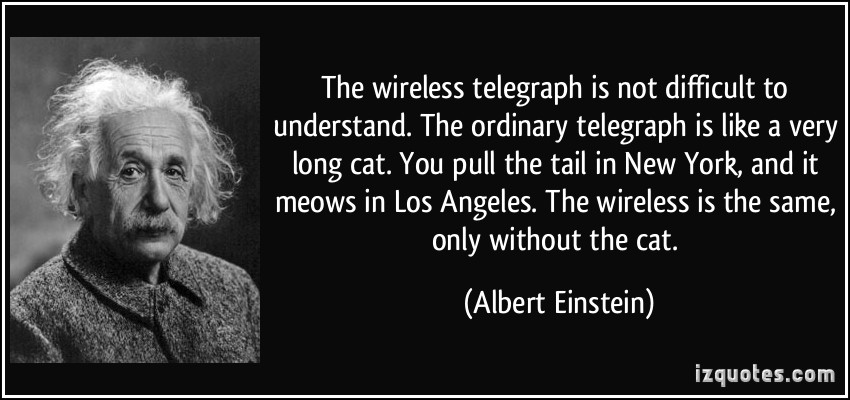 The wireless telegraph is not difficult to
understand. The ordinary telegraph is like a very
long cat. You pull the tail in New York, and it
meows in Los Angeles. The wireless is the same,
only without the cat.
(Albert Einstein)
izquotes.com